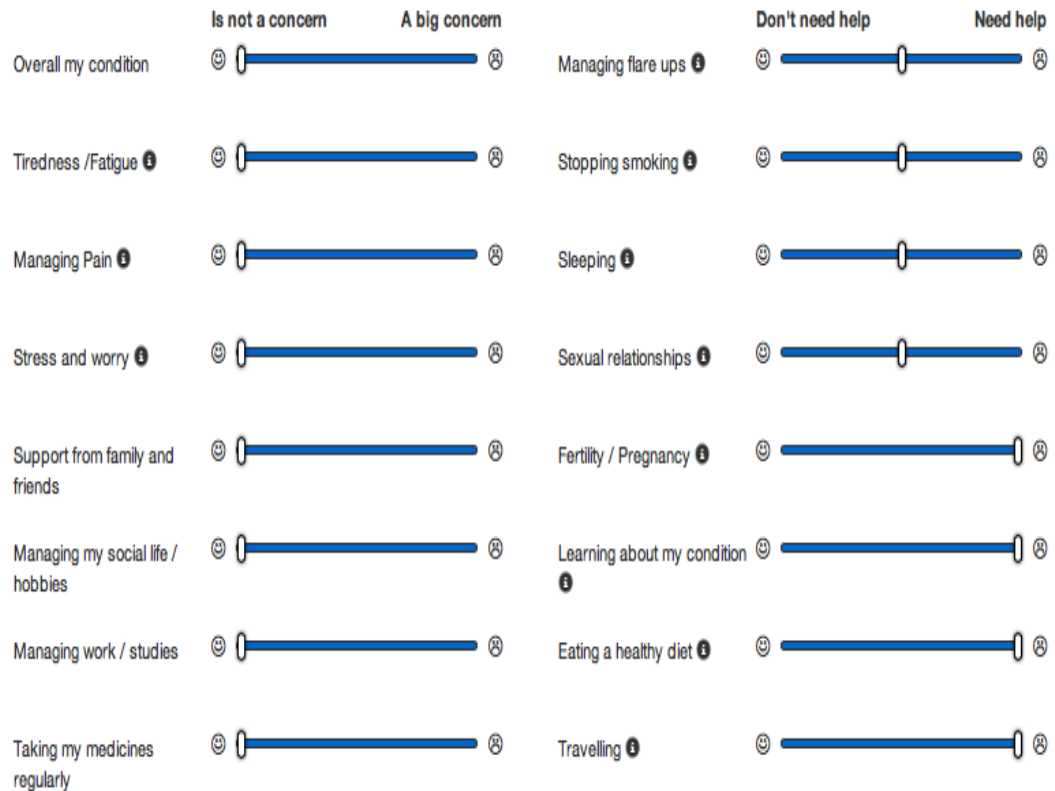 Is not a concern A big concern
Overall my condition
Tiredness /Fatigue
Managing Pain
Stress and worry
Support from family and
friends
Managing my social life /
hobbies
Managing work / studies
Taking my medicines
regularly
Don't need help Need help
Managing flare ups
Stopping smoking
Sleeping
Sexual relationships
Fertility / Pregnancy
Learning about my condition
Eating a healthy diet
Travelling